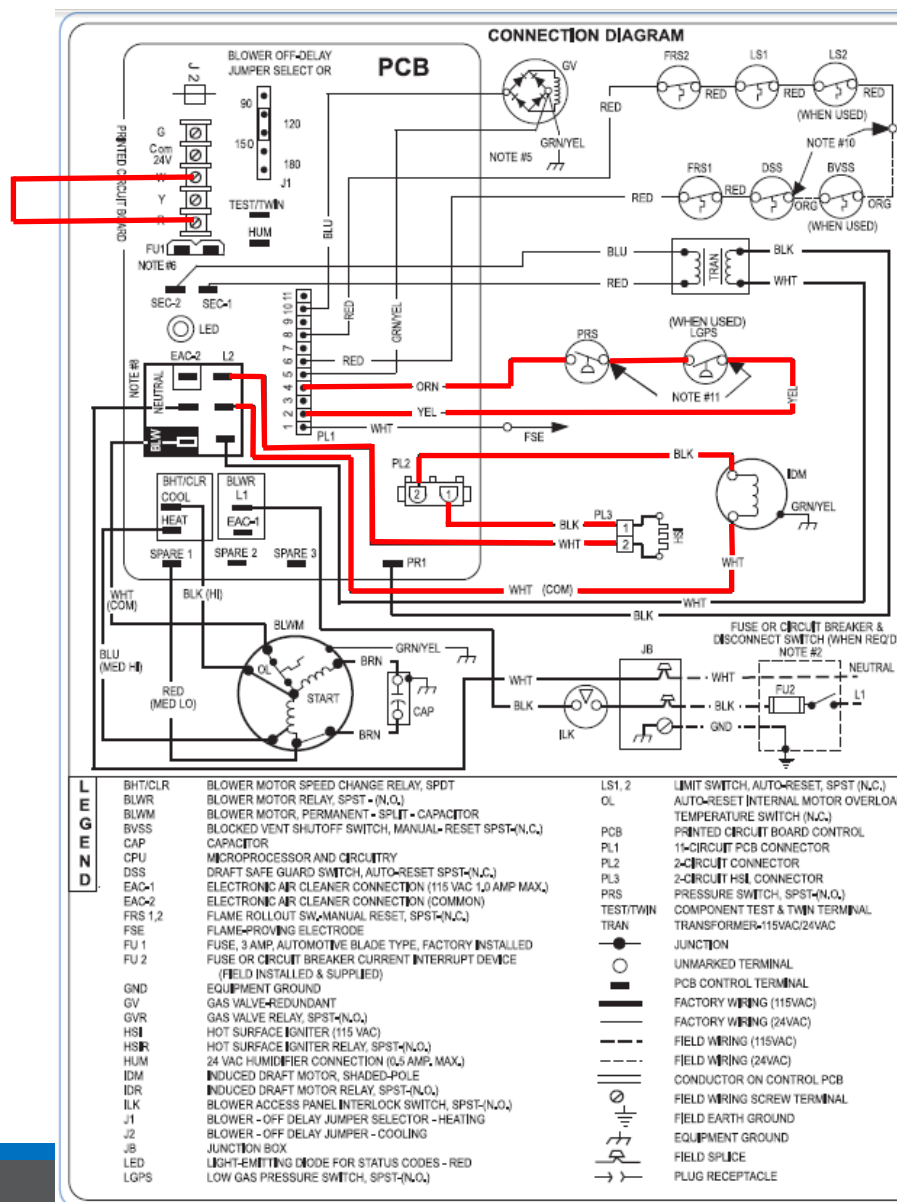 CONNECTION DIAGRAM
BLOWER OFF-DELAY
JUMPER SELECT OR
PCB
J2
90
120
150
180
J1
PRINTED CIRCUIT BOARD
G
Com
24V
W
Y
R
TEST/TWIN
HUM
FU1
NOTE #6
SEC-2
SEC-1
LED
GV
GRN/YEL
NOTE #5
FRS2
LS1
LS2
RED
RED
RED
RED
(WHEN USED)
NOTE #10
FRS1
DSS
BVSS
RED
RED
ORG
ORG
(WHEN USED)
BLU
RED
GRN/YEL
BLU
TRAN
BLK
RED
WHT
11
10
9
8
7
6
5
4
3
2
1
PL1
RED
(WHEN USED)
PRS
LGPS
ORN
NOTE #11
YEL
YEL
WHT
FSE
NOTE #8
EAC-2
L2
NEUTRAL
BLW
BHT/CLR
COOL
HEAT
BLWR
L1
EAC-1
SPARE 1
SPARE 2
SPARE 3
PR1
PL2
2
1
BLK
IDM
GRN/YEL
PL3
BLK
1
WHT
2
HSI
WHT
WHT (COM)
WHT
BLK
WHT
(COM)
BLK (HI)
BLU
(MED HI)
RED
(MED LO)
BLWM
OL
START
GRN/YEL
BRN
BRN
CAP
WHT
BLK
ILK
JB
WHT
BLK
GND
FUSE OR CIRCUIT BREAKER &
DISCONNECT SWITCH (WHEN REQ'D
NOTE #2
NEUTRAL
FU2
L1
LEGEND
BHT/CLR BLOWER MOTOR SPEED CHANGE RELAY, SPDT
BLWR BLOWER MOTOR RELAY, SPST - (N.O.)
BLWM BLOWER MOTOR, PERMANENT - SPLIT - CAPACITOR
BVSS BLOCKED VENT SHUTOFF SWITCH, MANUAL- RESET SPST-(N.C.)
CAP CAPACITOR
CPU MICROPROCESSOR AND CIRCUITRY
DSS DRAFT SAFE GUARD SWITCH, AUTO-RESET SPST-(N.C.)
EAC-1 ELECTRONIC AIR CLEANER CONNECTION (115 VAC 1.0 AMP MAX.)
EAC-2 ELECTRONIC AIR CLEANER CONNECTION (COMMON)
FRS 1,2 FLAME ROLLOUT SW.-MANUAL RESET, SPST-(N.C.)
FSE FLAME-PROVING ELECTRODE
FU 1 FUSE, 3 AMP, AUTOMOTIVE BLADE TYPE, FACTORY INSTALLED
FU 2 FUSE OR CIRCUIT BREAKER CURRENT INTERRUPT DEVICE
(FIELD INSTALLED & SUPPLIED)
GND EQUIPMENT GROUND
GV GAS VALVE-REDUNDANT
GVR GAS VALVE RELAY, SPST-(N.O.)
HSI HOT SURFACE IGNITER (115 VAC)
HSIR HOT SURFACE IGNITER RELAY, SPST-(N.O.)
HUM 24 VAC HUMIDIFIER CONNECTION (0.5 AMP. MAX.)
IDM INDUCED DRAFT MOTOR, SHADED-POLE
IDR INDUCED DRAFT MOTOR RELAY, SPST-(N.O.)
ILK BLOWER ACCESS PANEL INTERLOCK SWITCH, SPST-(N.O.)
J1 BLOWER - OFF DELAY JUMPER SELECTOR - HEATING
J2 BLOWER - OFF DELAY JUMPER - COOLING
JB JUNCTION BOX
LED LIGHT-EMITTING DIODE FOR STATUS CODES - RED
LGPS LOW GAS PRESSURE SWITCH, SPST-(N.O.)
LS1, 2 LIMIT SWITCH, AUTO-RESET, SPST (N.C.)
OL AUTO-RESET INTERNAL MOTOR OVERLOA
TEMPERATURE SWITCH (N.C.)
PCB PRINTED CIRCUIT BOARD CONTROL
PL1 11-CIRCUIT PCB CONNECTOR
PL2 2-CIRCUIT CONNECTOR
PL3 2-CIRCUIT HSI, CONNECTOR
PRS PRESSURE SWITCH, SPST-(N.O.)
TEST/TWIN COMPONENT TEST & TWIN TERMINAL
TRAN TRANSFORMER-115VAC/24VAC
JUNCTION
UNMARKED TERMINAL
PCB CONTROL TERMINAL
FACTORY WIRING (115VAC)
FACTORY WIRING (24VAC)
FIELD WIRING (115VAC)
FIELD WIRING (24VAC)
CONDUCTOR ON CONTROL PCB
FIELD WIRING SCREW TERMINAL
FIELD EARTH GROUND
EQUIPMENT GROUND
FIELD SPLICE
PLUG RECEPTACLE